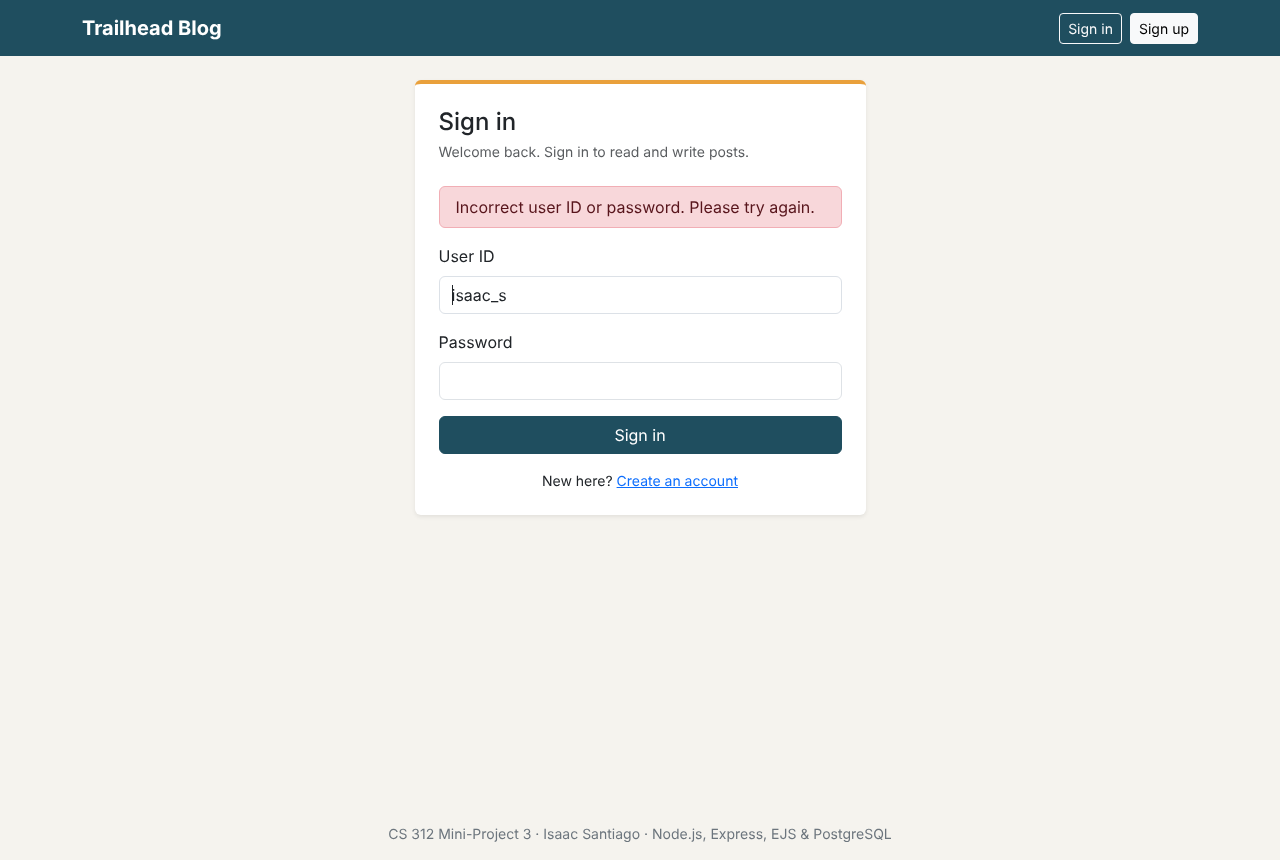 Trailhead Blog
Sign in
Sign up
Sign in
Welcome back. Sign in to read and write posts.
Incorrect user ID or password. Please try again.
User ID
isaac_s
Password
Sign in
New here? Create an account
CS 312 Mini-Project 3 · Isaac Santiago · Node.js, Express, EJS & PostgreSQL